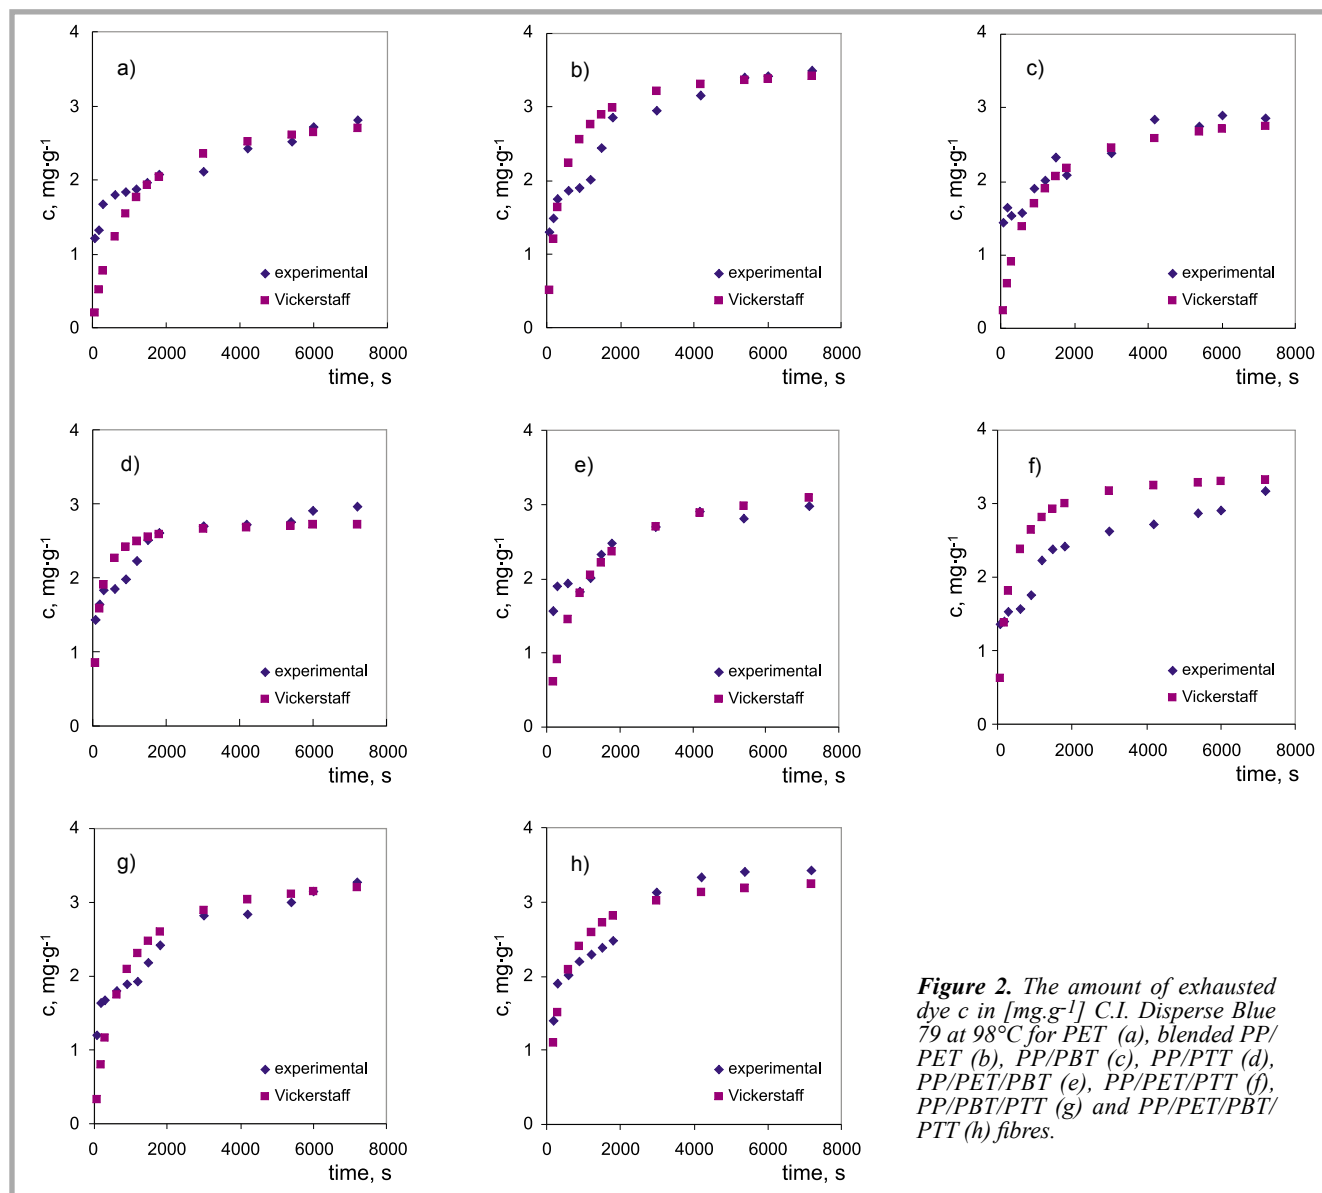 a)
c, mg·g-1
4
3
2
1
0
0 2000 4000 6000 8000
time, s
experimental
Vickerstaff
b)
c, mg·g-1
4
3
2
1
0
0 2000 4000 6000 8000
time, s
experimental
Vickerstaff
c)
c, mg·g-1
4
3
2
1
0
0 2000 4000 6000 8000
time, s
experimental
Vickerstaff
d)
c, mg·g-1
4
3
2
1
0
0 2000 4000 6000 8000
time, s
experimental
Vickerstaff
e)
c, mg·g-1
4
3
2
1
0
0 2000 4000 6000 8000
time, s
experimental
Vickerstaff
f)
c, mg·g-1
4
3
2
1
0
0 2000 4000 6000 8000
time, s
experimental
Vickerstaff
g)
c, mg·g-1
4
3
2
1
0
0 2000 4000 6000 8000
time, s
experimental
Vickerstaff
h)
c, mg·g-1
4
3
2
1
0
0 2000 4000 6000 8000
time, s
experimental
Vickerstaff
Figure 2. The amount of exhausted
dye c in [mg.g-1] C.I. Disperse Blue
79 at 98°C for PET (a), blended PP/
PET (b), PP/PBT (c), PP/PTT (d),
PP/PET/PBT (e), PP/PET/PTT (f),
PP/PBT/PTT (g) and PP/PET/PBT/
PTT (h) fibres.